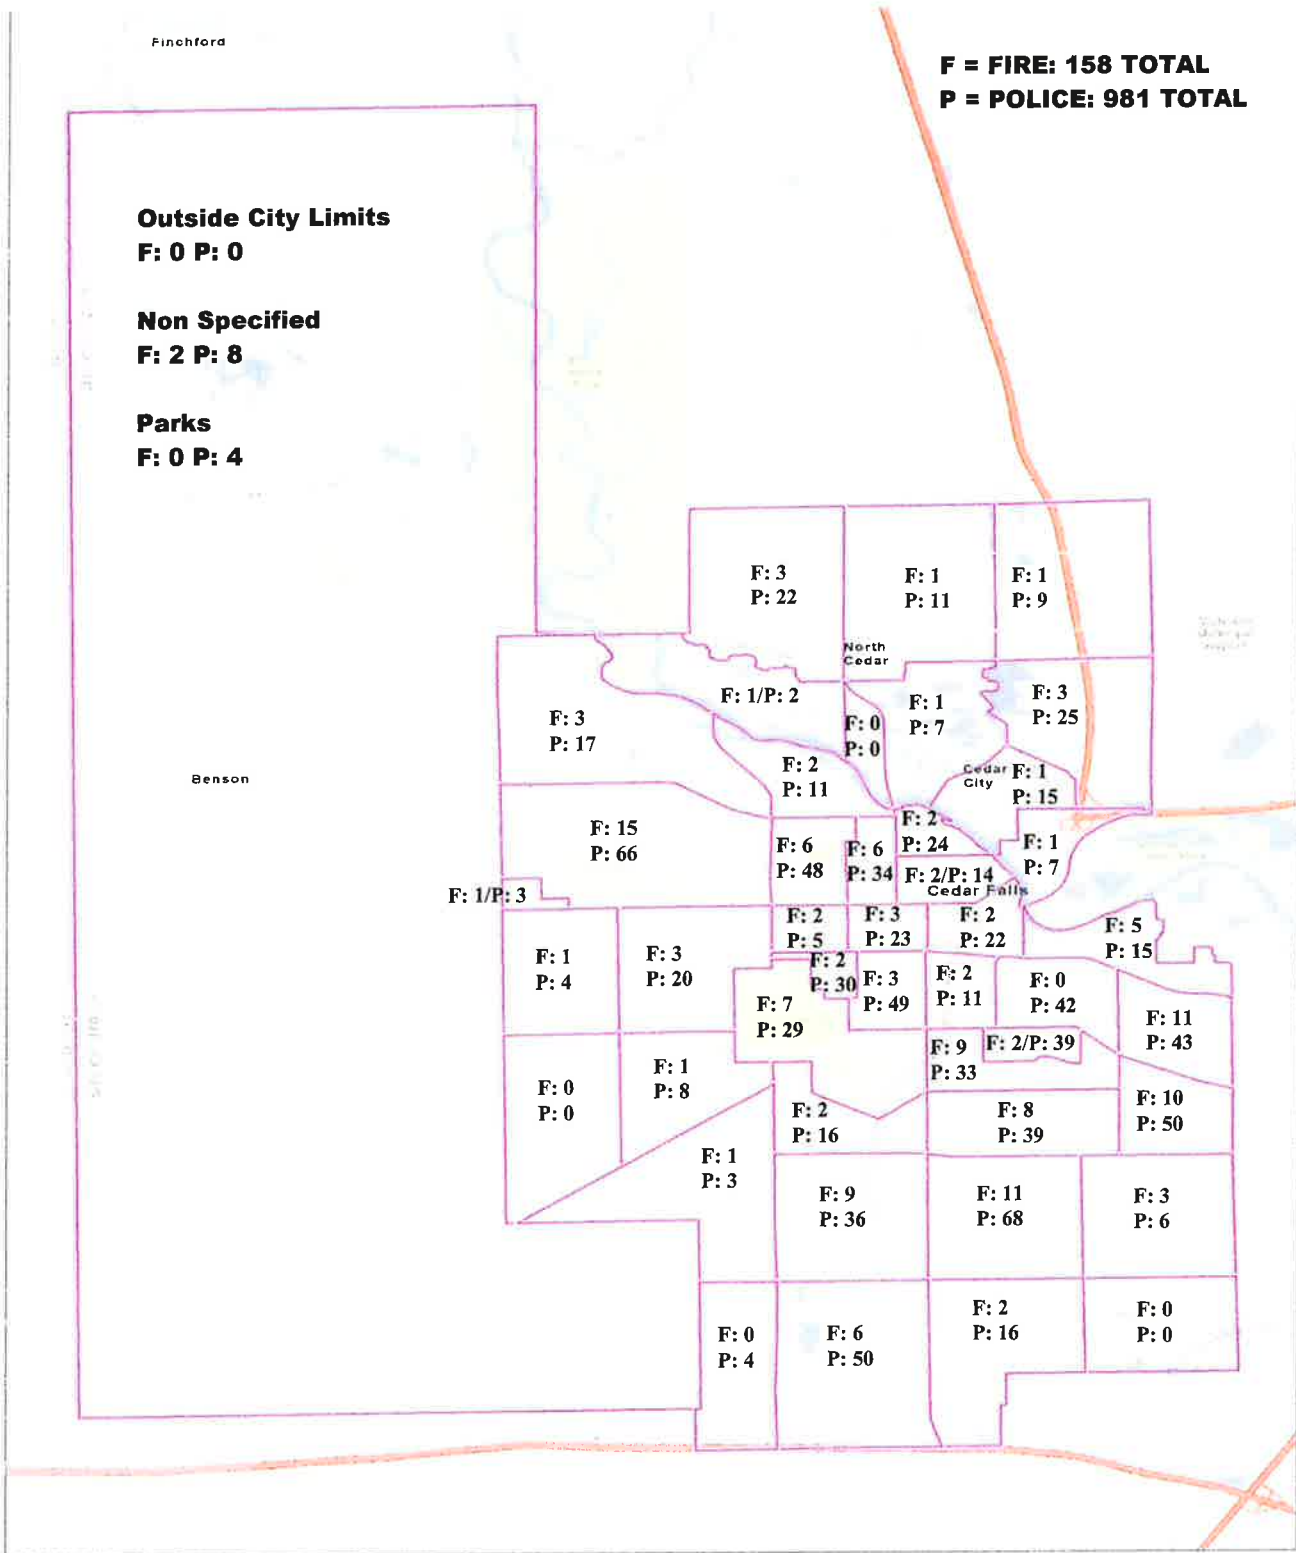 Finchford
F = FIRE: 158 TOTAL
P = POLICE: 981 TOTAL
Outside City Limits
F: 0 P: 0
Non Specified
F: 2 P: 8
Parks
F: 0 P: 4
F: 3
P: 22
F: 1
P: 11
F: 1
P: 9
North
Cedar
F: 1/P: 2
F: 3
P: 17
F: 0
P: 0
F: 1
P: 7
F: 3
P: 25
Benson
F: 2
P: 11
Cedar
City
F: 1
P: 15
F: 15
P: 66
F: 6
P: 48
F: 6
P: 34
F: 2
P: 24
F: 1
P: 7
F: 2/P: 14
Cedar Falls
F: 1/P: 3
F: 2
P: 5
F: 3
P: 23
F: 2
P: 22
F: 5
P: 15
F: 1
P: 4
F: 3
P: 20
F: 2
P: 30
F: 3
P: 49
F: 2
P: 11
F: 0
P: 42
F: 7
P: 29
F: 11
P: 43
F: 9
P: 33
F: 2/P: 39
F: 0
P: 0
F: 1
P: 8
F: 2
P: 16
F: 8
P: 39
F: 10
P: 50
F: 1
P: 3
F: 9
P: 36
F: 11
P: 68
F: 3
P: 6
F: 0
P: 4
F: 6
P: 50
F: 2
P: 16
F: 0
P: 0